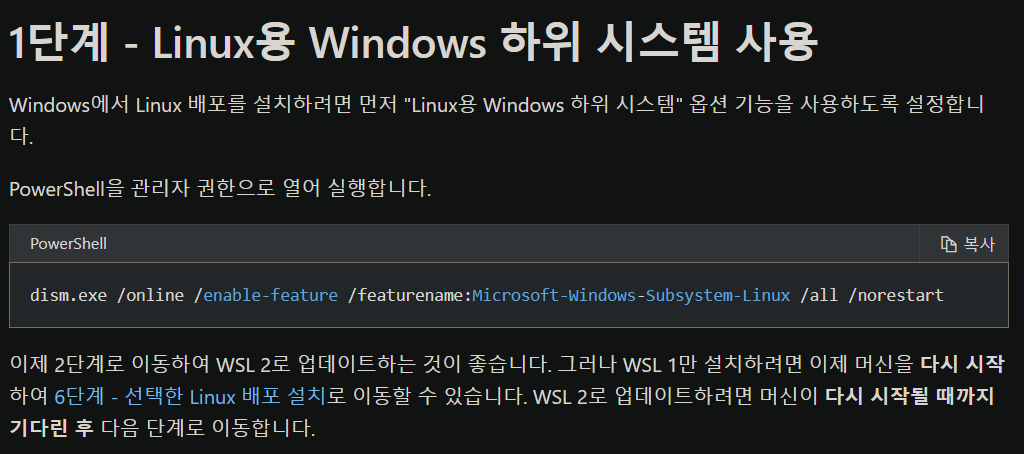 1단계 - Linux용 Windows 하위 시스템 사용
Windows에서 Linux 배포를 설치하려면 먼저 "Linux용 Windows 하위 시스템" 옵션 기능을 사용하도록 설정합니
다.
PowerShell을 관리자 권한으로 열어 실행합니다.
PowerShell 복사
dism.exe /online /enable-feature /featurename:Microsoft-Windows-Subsystem-Linux /all /norestart
이제 2단계로 이동하여 WSL 2로 업데이트하는 것이 좋습니다. 그러나 WSL 1만 설치하려면 이제 머신을 다시 시작
하여 6단계 - 선택한 Linux 배포 설치로 이동할 수 있습니다. WSL 2로 업데이트하려면 머신이 다시 시작될 때까지
기다린 후 다음 단계로 이동합니다.